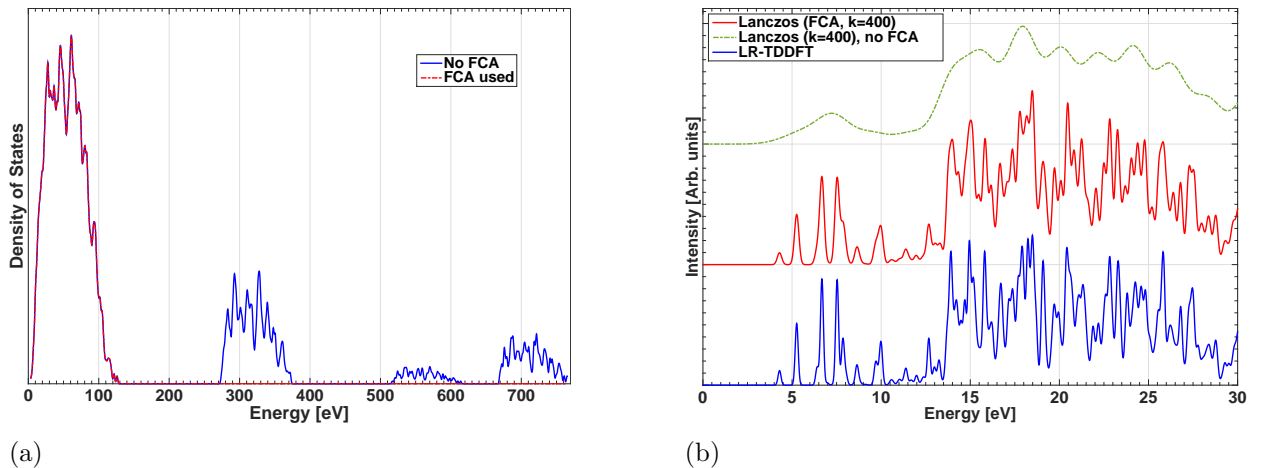 No FCA
FCA used
Density of States
0 100 200 300 400 500 600 700
Energy [eV]
(a)
Lanczos (FCA, k=400)
Lanczos (k=400), no FCA
LR-TDDFT
Intensity [Arb. units]
0 5 10 15 20 25 30
Energy [eV]
(b)